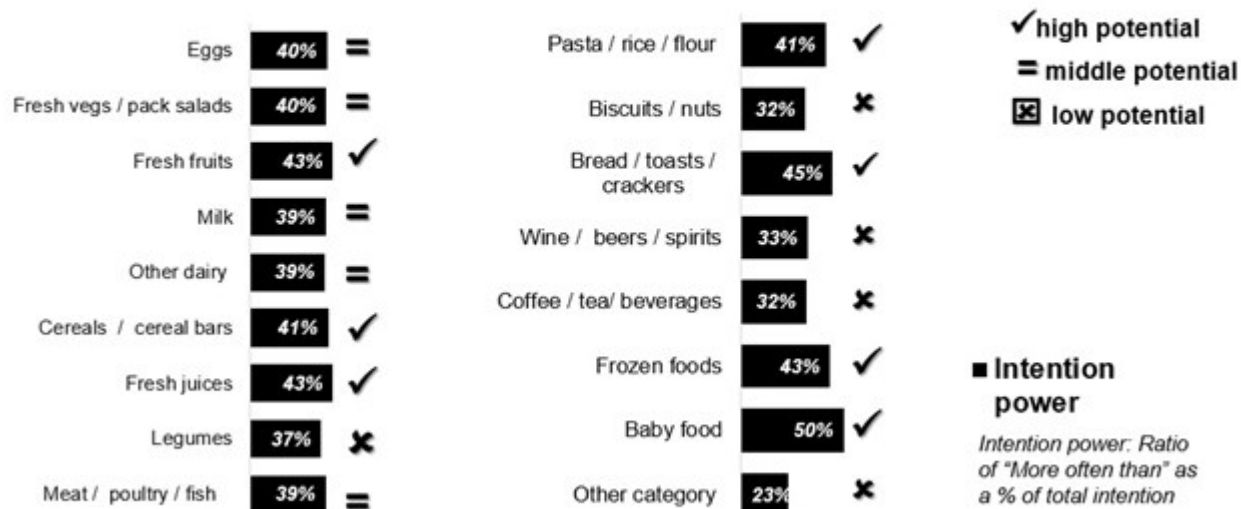 Eggs 40% =
Fresh vegs / pack salads 40% =
Fresh fruits 43% ✓
Milk 39% =
Other dairy 39% =
Cereals / cereal bars 41% ✓
Fresh juices 43% ✓
Legumes 37% ✖
Meat / poultry / fish 39% =
Pasta / rice / flour 41% ✓
Biscuits / nuts 32% ✖
Bread / toasts /
crackers 45% ✓
Wine / beers / spirits 33% ✖
Coffee / tea/ beverages 32% ✖
Frozen foods 43% ✓
Baby food 50% ✓
Other category 23% ✖
✓ high potential
= middle potential
✖ low potential
Intention
power
Intention power: Ratio
of “More often than” as
a % of total intention